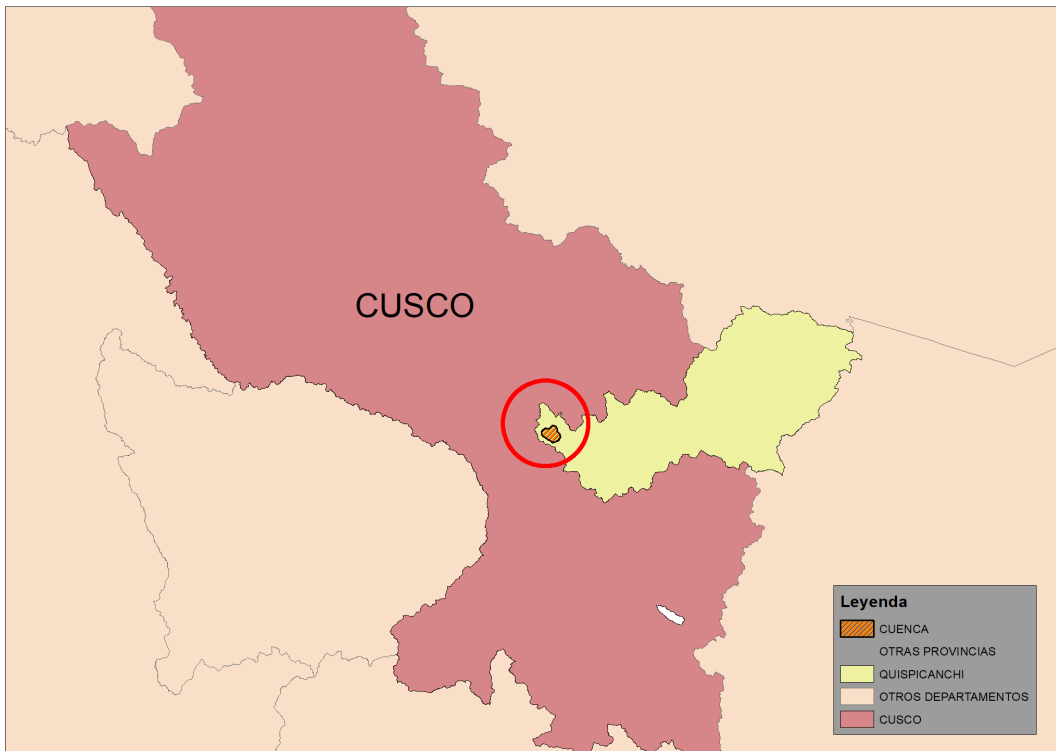 CUSCO
Leyenda
CUENCA
OTRAS PROVINCIAS
QUISPICANCHI
OTROS DEPARTAMENTOS
CUSCO